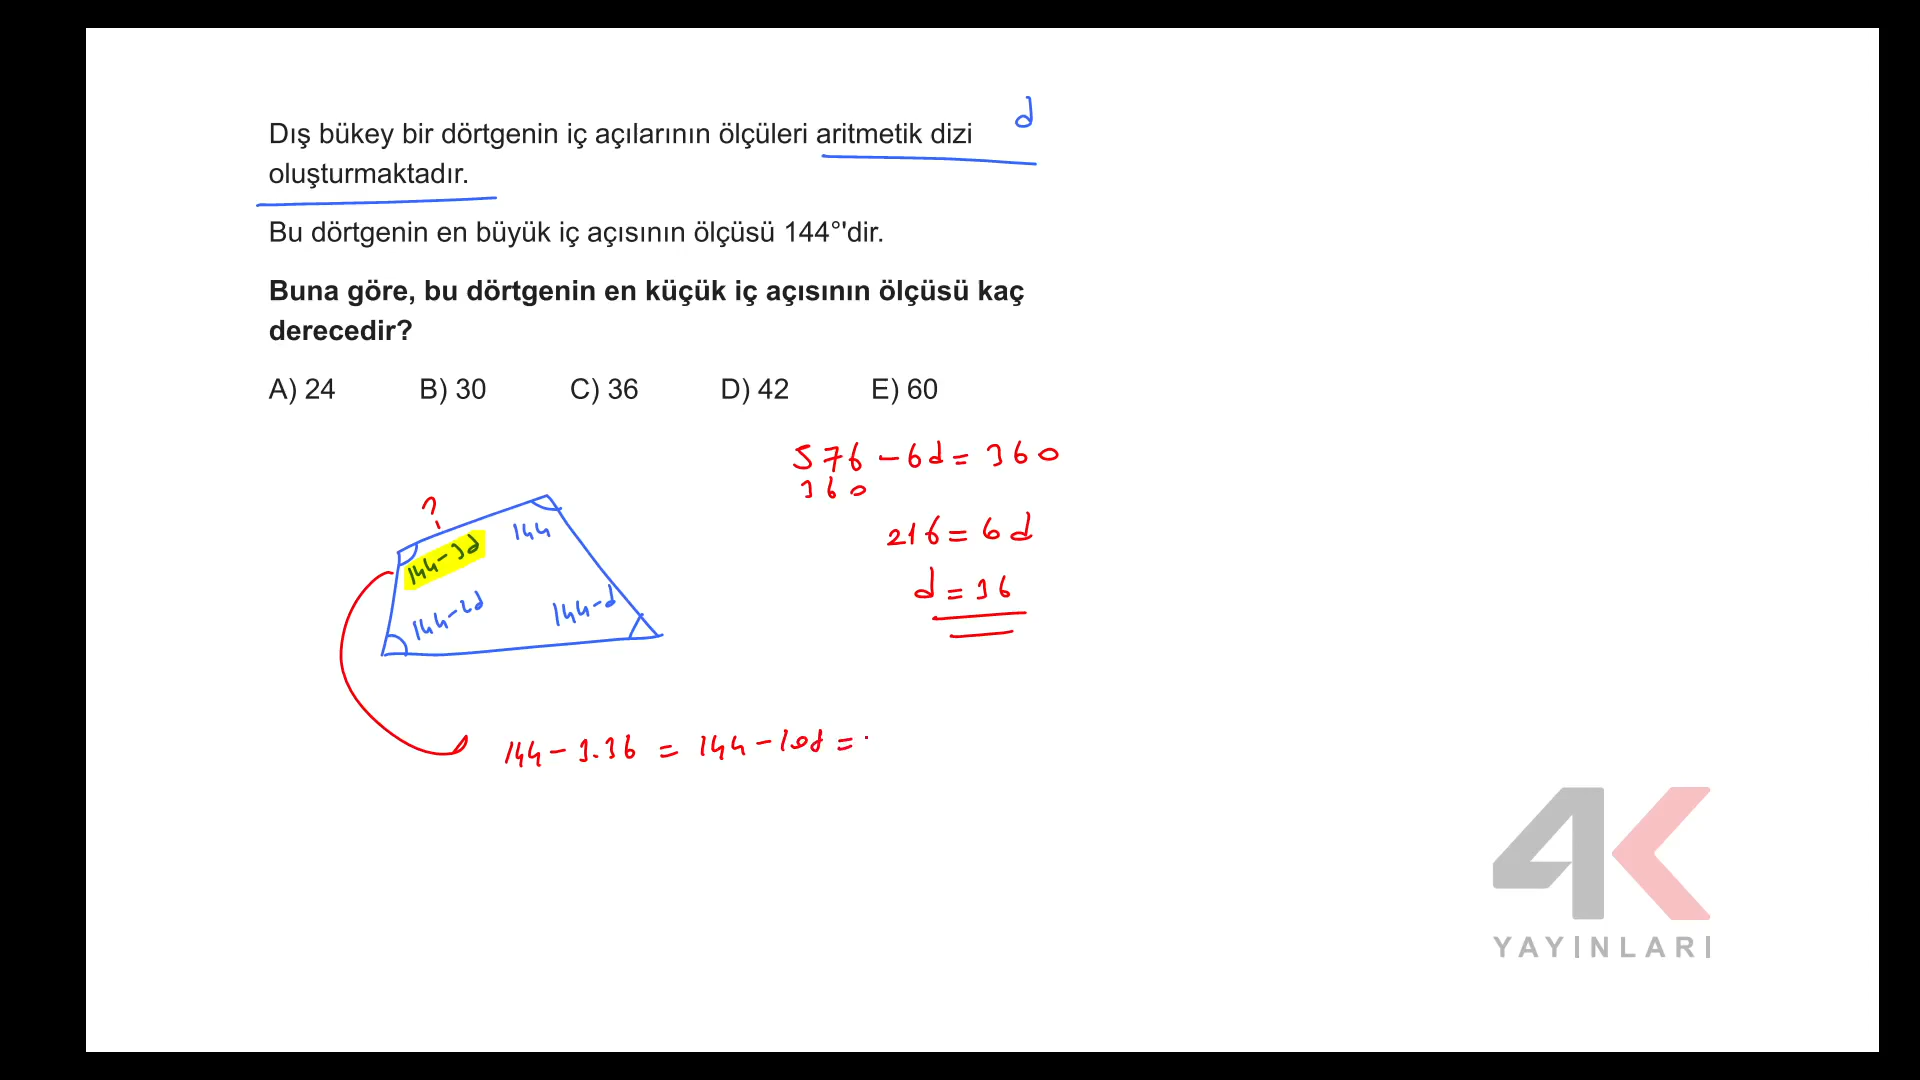 Dış bükey bir dörtgenin iç açılarının ölçüleri aritmetik dizi d
oluşturmaktadır.
Bu dörtgenin en büyük iç açısının ölçüsü 144°'dir.
Buna göre, bu dörtgenin en küçük iç açısının ölçüsü kaç
derecedir?
A) 24 B) 30 C) 36 D) 42 E) 60
576 - 6d = 360
360
216 = 6d
d = 36
?
144
144-3d
144-2d
144-d
144 - 3.36 = 144 - 108 =
4K
YAYINLARI